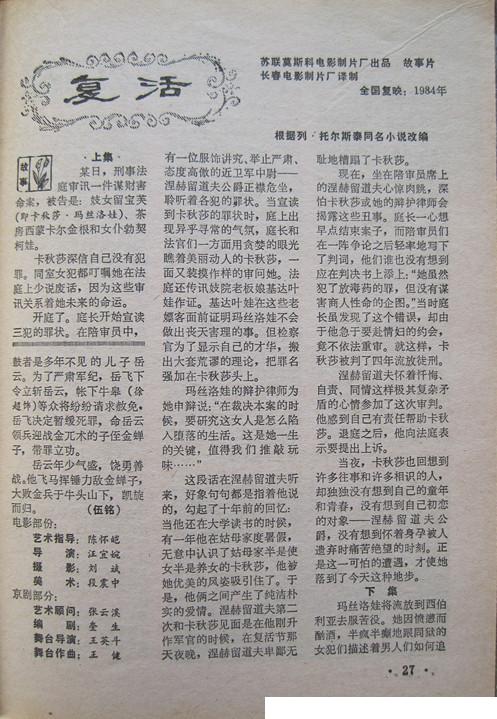 复活
苏联莫斯科电影制片厂出品 故事片
长春电影制片厂译制
全国复映：1984年
根据列·托尔斯泰同名小说改编
故事
·上集·
某日，刑事法
庭审讯一件谋财害
命案，被告是：妓女留宝芙
(即卡秋莎·玛丝洛娃)、茶
房西蒙卡尔金根和女仆勃契
柯娃。
卡秋莎深信自己没有犯
罪。同室女犯都叮嘱她在法
庭上少说废话，因为这些审
讯关系着她未来的命运。
开庭了。庭长开始宣读
三犯的罪状。在陪审员中，
有一位服饰讲究、举止严肃、
态度高傲的近卫军中尉——
涅赫留道夫公爵正襟危坐，
聆听着各犯的罪状。当宣读
到卡秋莎的罪状时，庭上出
现异乎寻常的气氛，庭长和
法官们一方面用贪婪的眼光
瞧着美丽动人的卡秋莎，一
面又装摸作样的审问她。法
庭还传讯妓院老板娘基达叶
娃作证。基达叶娃在这些老
嫖客面前证明玛丝洛娃不会
做出丧天害理的事。但检察
官为了显示自己的才华，搬
出大套荒谬的理论，把罪名
强加在卡秋莎头上。
玛丝洛娃的辩护律师为
她申辩说：“在裁决本案的时
候，要研究这女人是怎么陷
入堕落的生活。这是她一生
的关键，值得我们推敲玩
味……”
这段话在涅赫留道夫听
来，好象句句都是指着他说
的，勾起了十年前的回忆：
当他还在大学读书的时候，
有一年他在姑母家度暑假，
无意中认识了姑母家半是使
女半是养女的卡秋莎，他被
她优美的风姿吸引住了。于
是，他俩之间产生了纯洁朴
实的爱情。涅赫留道夫第二
次和卡秋莎见面是在他刚升
作军官的时候，在复活节那
天夜晚，涅赫留道夫卑鄙无
耻地糟蹋了卡秋莎。
现在，坐在陪审员席上
的涅赫留道夫心惊肉跳，深
怕卡秋莎或她的辩护律师会
揭露这些丑事。庭长一心想
早点结束案子，而陪审员们
在一阵争论之后轻率地写下
了判词，他们谁也没有想到
应在判决书上添上：“她虽然
犯了放毒药的罪，但没有谋
害商人性命的企图。”当时庭
长虽发现了这个错误，却由
于他急于要赴情妇的约会，
竟不依法重审。就这样，卡
秋莎被判了四年流放徒刑。
涅赫留道夫怀着忏悔、
自责、同情这样极其复杂矛
盾的心情参加了这次审判。
他感到自己有责任帮助卡秋
莎。退庭之后，他向法庭表
示要提出上诉。
当夜，卡秋莎也回想到
许多往事和许多相识的人，
却独独没有想到自己的童年
和青春，没有想到自己初恋
的对象——涅赫留道夫公
爵，没有想到怀着身孕被人
遗弃时痛苦绝望的时刻。正
是这一可怕的遭遇，才使她
落到了今天这种地步。
下集
玛丝洛娃将流放到西伯
利亚去服苦役。她因愤懑而
酗酒，半疯半癫地跟同狱的
女犯们描述着男人们如何追
鼓者是多年不见的儿子岳
云。为了严肃军纪，岳飞下
令立斩岳云，帐下牛皋（徐
超饰）等众将纷纷请求赦免，
岳飞决定暂缓死罪，命岳云
领兵迎战金兀术的子侄金蝉
子，带罪立功。
岳云年少气盛，饶勇善
战，他飞马挥锤力敌金蝉子，
大败金兵于牛头山下，凯旋
而归。 （伍铭）
电影部份：
艺术指导：陈怀皑
导 演：汪宜婉
摄 影：刘斌
美 术：段震中
京剧部分：
艺术顾问：张云溪
编 剧：奎生
舞台导演：王英斗
舞台作曲：王健
·27·